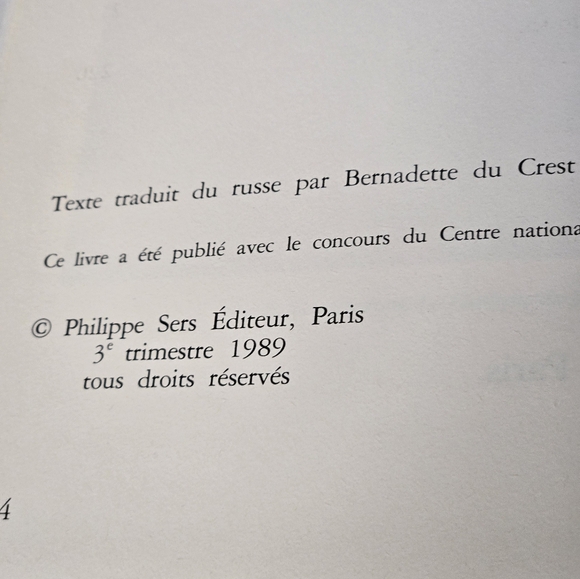 Texte traduit du russe par Bernadette du Crest
Ce livre a été publié avec le concours du Centre nationa
© Philippe Sers Éditeur, Paris
3e trimestre 1989
tous droits réservés
4